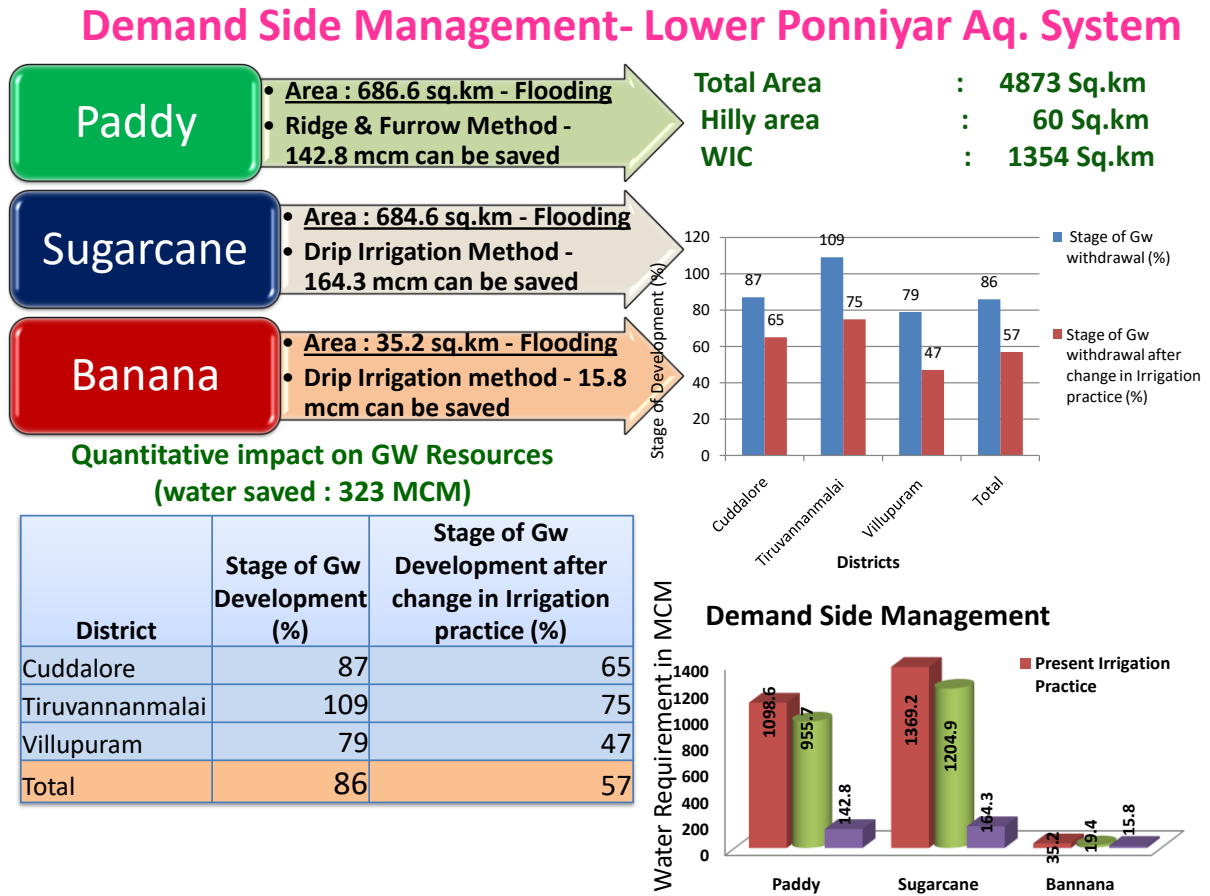 Demand Side Management- Lower Ponniyar Aq. System
Paddy
• Area : 686.6 sq.km - Flooding
• Ridge & Furrow Method -
142.8 mcm can be saved
Sugarcane
• Area : 684.6 sq.km - Flooding
• Drip Irrigation Method -
164.3 mcm can be saved
Banana
• Area : 35.2 sq.km - Flooding
• Drip Irrigation method - 15.8
mcm can be saved
Total Area : 4873 Sq.km
Hilly area : 60 Sq.km
WIC : 1354 Sq.km
Stage of Development (%)
120
100
80
60
40
20
0
87
65
109
75
79
47
86
57
Cuddalore
Tiruvannanmalai
Villupuram
Total
Districts
Stage of Gw
withdrawal (%)
Stage of Gw
withdrawal after
change in Irrigation
practice (%)
Quantitative impact on GW Resources
(water saved : 323 MCM)
District
Stage of Gw
Development
(%)
Stage of Gw
Development after
change in Irrigation
practice (%)
Cuddalore 87 65
Tiruvannanmalai 109 75
Villupuram 79 47
Total 86 57
Demand Side Management
Water Requirement in MCM
1400
1200
1000
800
600
400
200
0
1098.6
955.7
142.8
1369.2
1204.9
164.3
35.2
19.4
15.8
Paddy
Sugarcane
Bannana
Present Irrigation
Practice